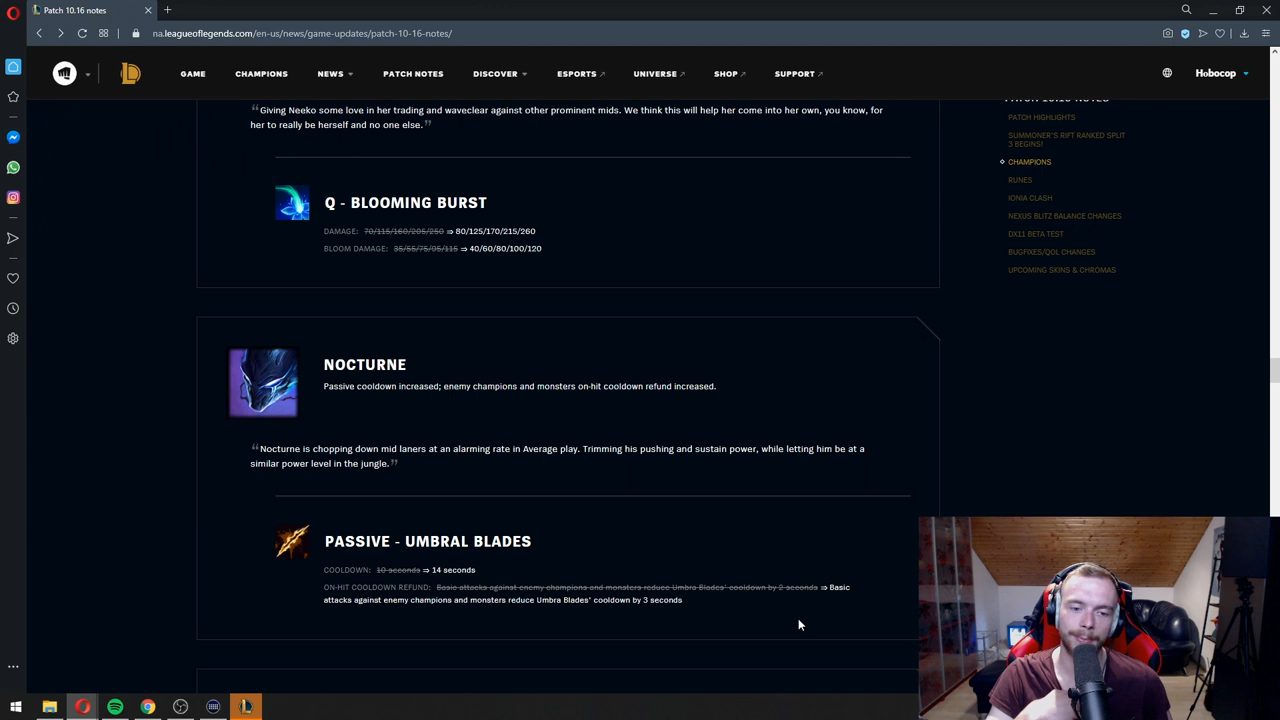 Patch 10.16 notes
na.leagueoflegends.com/en-us/news/game-updates/patch-10-16-notes/
GAME CHAMPIONS NEWS PATCH NOTES DISCOVER ESPORTS UNIVERSE SHOP SUPPORT Hobocop
“Giving Neeko some love in her trading and waveclear against other prominent mids. We think this will help her come into her own, you know, for
her to really be herself and no one else.”
Q - BLOOMING BURST
DAMAGE: 70/115/160/205/250 ⇒ 80/125/170/215/260
BLOOM DAMAGE: 35/55/75/95/115 ⇒ 40/60/80/100/120
NOCTURNE
Passive cooldown increased; enemy champions and monsters on-hit cooldown refund increased.
“Nocturne is chopping down mid laners at an alarming rate in Average play. Trimming his pushing and sustain power, while letting him be at a
similar power level in the jungle.”
PASSIVE - UMBRAL BLADES
COOLDOWN: 10 seconds ⇒ 14 seconds
ON-HIT COOLDOWN REFUND: Basic attacks against enemy champions and monsters reduce Umbra Blades' cooldown by 2 seconds ⇒ Basic
attacks against enemy champions and monsters reduce Umbra Blades' cooldown by 3 seconds
PATCH 10.16 NOTES
PATCH HIGHLIGHTS
SUMMONER'S RIFT RANKED SPLIT
3 BEGINS!
CHAMPIONS
RUNES
IONIA CLASH
NEXUS BLITZ BALANCE CHANGES
DX11 BETA TEST
BUGFIXES/QOL CHANGES
UPCOMING SKINS & CHROMAS